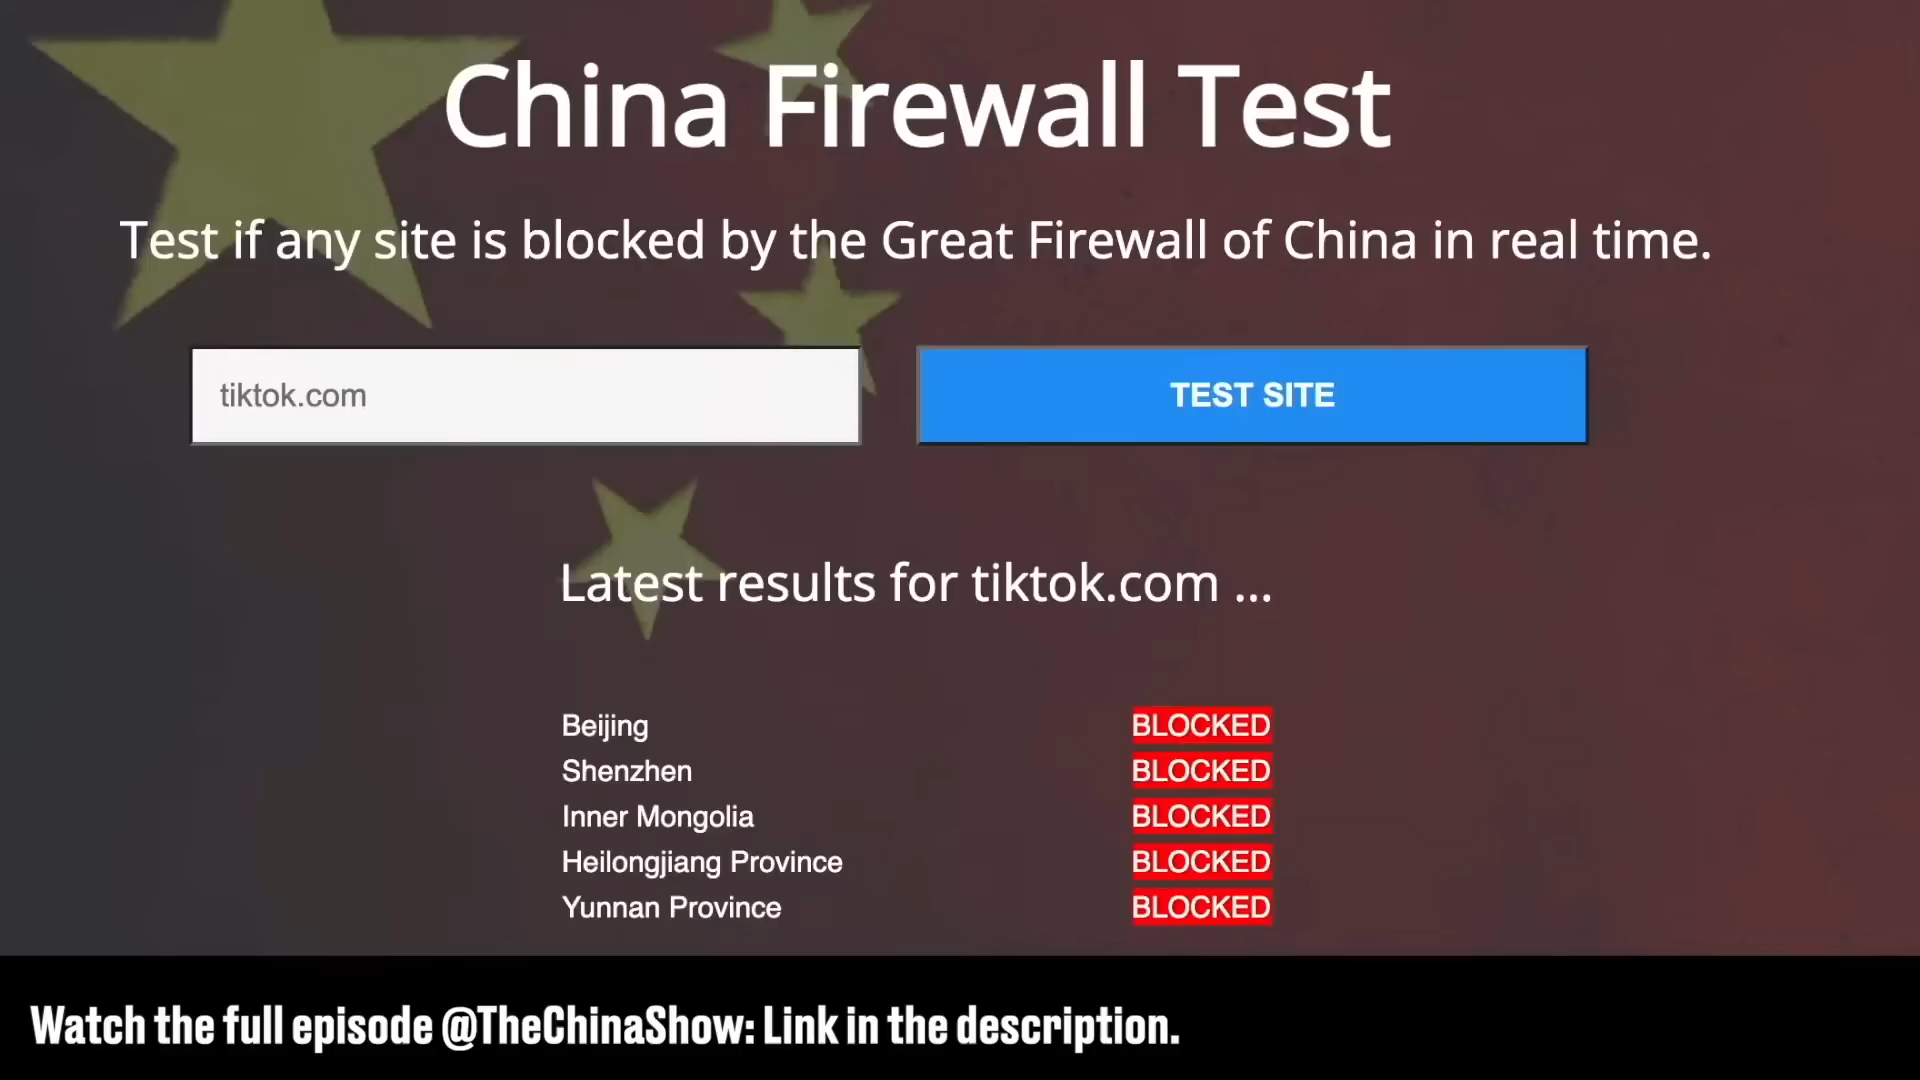 China Firewall Test
Test if any site is blocked by the Great Firewall of China in real time.
tiktok.com
TEST SITE
Latest results for tiktok.com ...
Beijing BLOCKED
Shenzhen BLOCKED
Inner Mongolia BLOCKED
Heilongjiang Province BLOCKED
Yunnan Province BLOCKED
Watch the full episode @TheChinaShow: Link in the description.